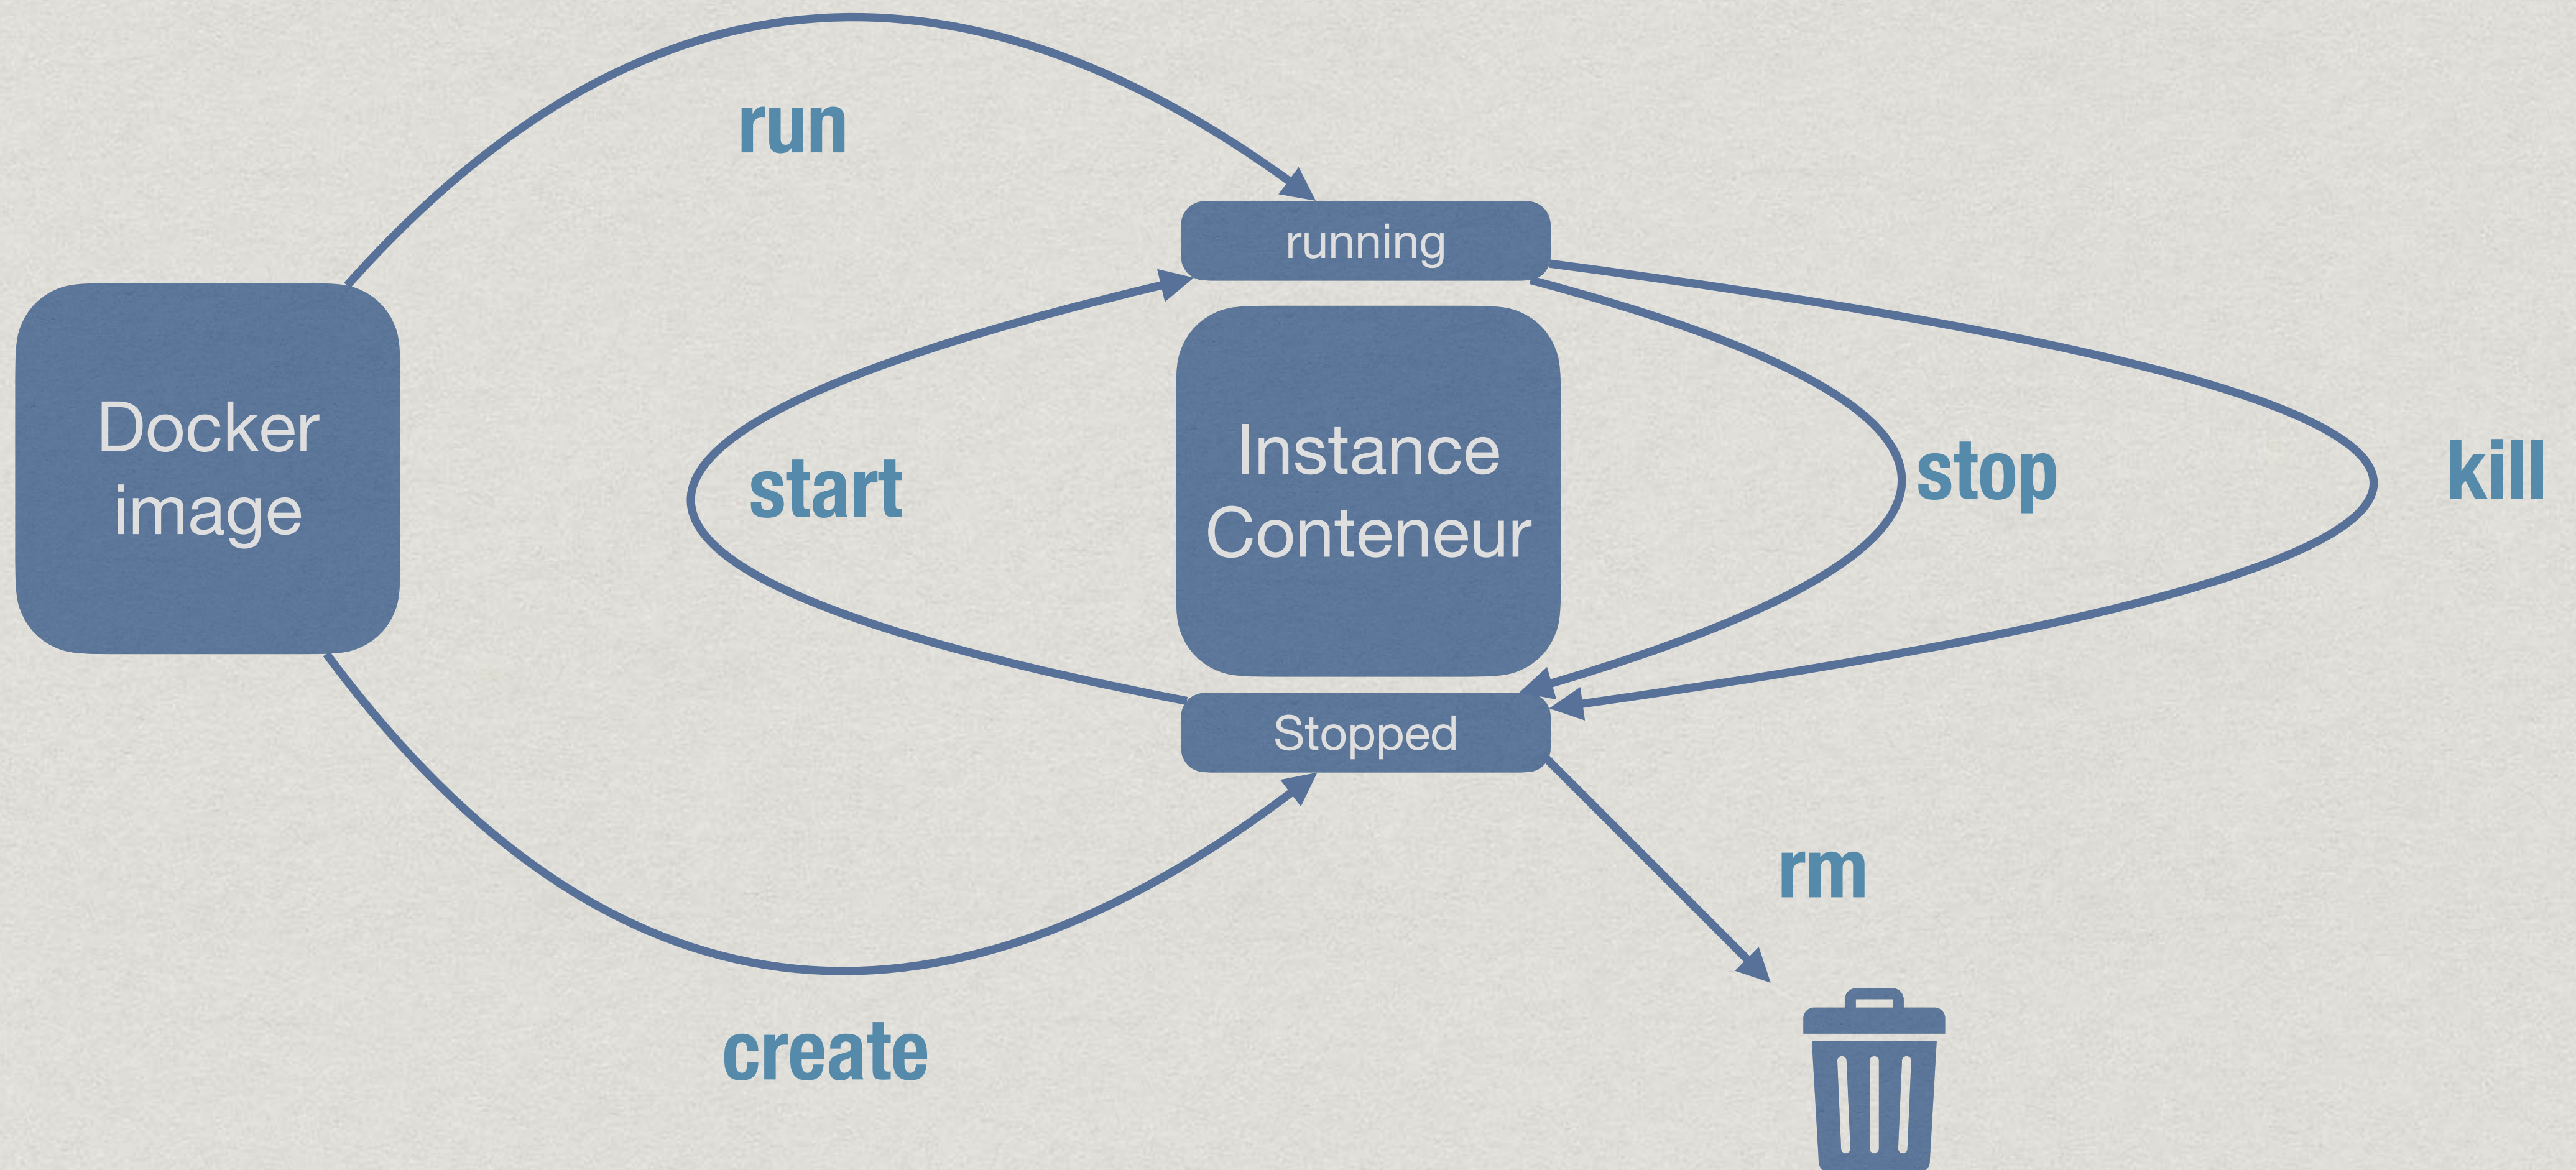 run
running
Docker
image
start
Instance
Conteneur
stop
kill
Stopped
rm
create